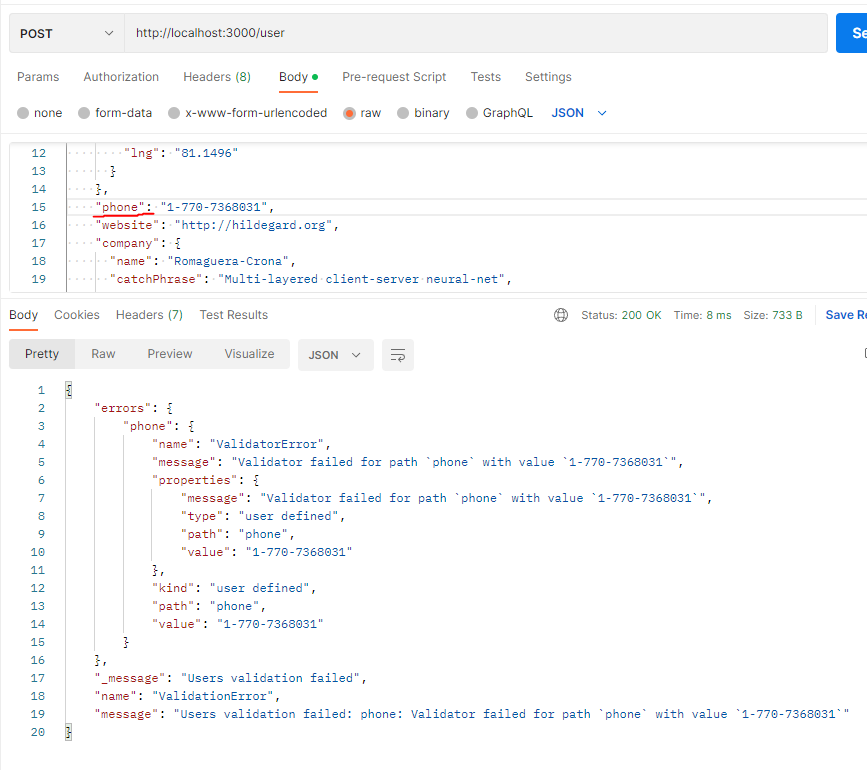 POST http://localhost:3000/user Se
Params Authorization Headers (8) Body Pre-request Script Tests Settings
none form-data x-www-form-urlencoded raw binary GraphQL JSON
12 "lng": "81.1496"
13 }
14 },
15 "phone": "1-770-7368031",
16 "website": "http://hildegard.org",
17 "company": {
18 "name": "Romaguera-Crona",
19 "catchPhrase": "Multi-layered client-server neural-net",
Body Cookies Headers (7) Test Results Status: 200 OK Time: 8 ms Size: 733 B Save Re
Pretty Raw Preview Visualize JSON
1 {
2 "errors": {
3 "phone": {
4 "name": "ValidatorError",
5 "message": "Validator failed for path `phone` with value `1-770-7368031`",
6 "properties": {
7 "message": "Validator failed for path `phone` with value `1-770-7368031`",
8 "type": "user defined",
9 "path": "phone",
10 "value": "1-770-7368031"
11 },
12 "kind": "user defined",
13 "path": "phone",
14 "value": "1-770-7368031"
15 }
16 },
17 "_message": "Users validation failed",
18 "name": "ValidationError",
19 "message": "Users validation failed: phone: Validator failed for path `phone` with value `1-770-7368031`"
20 }